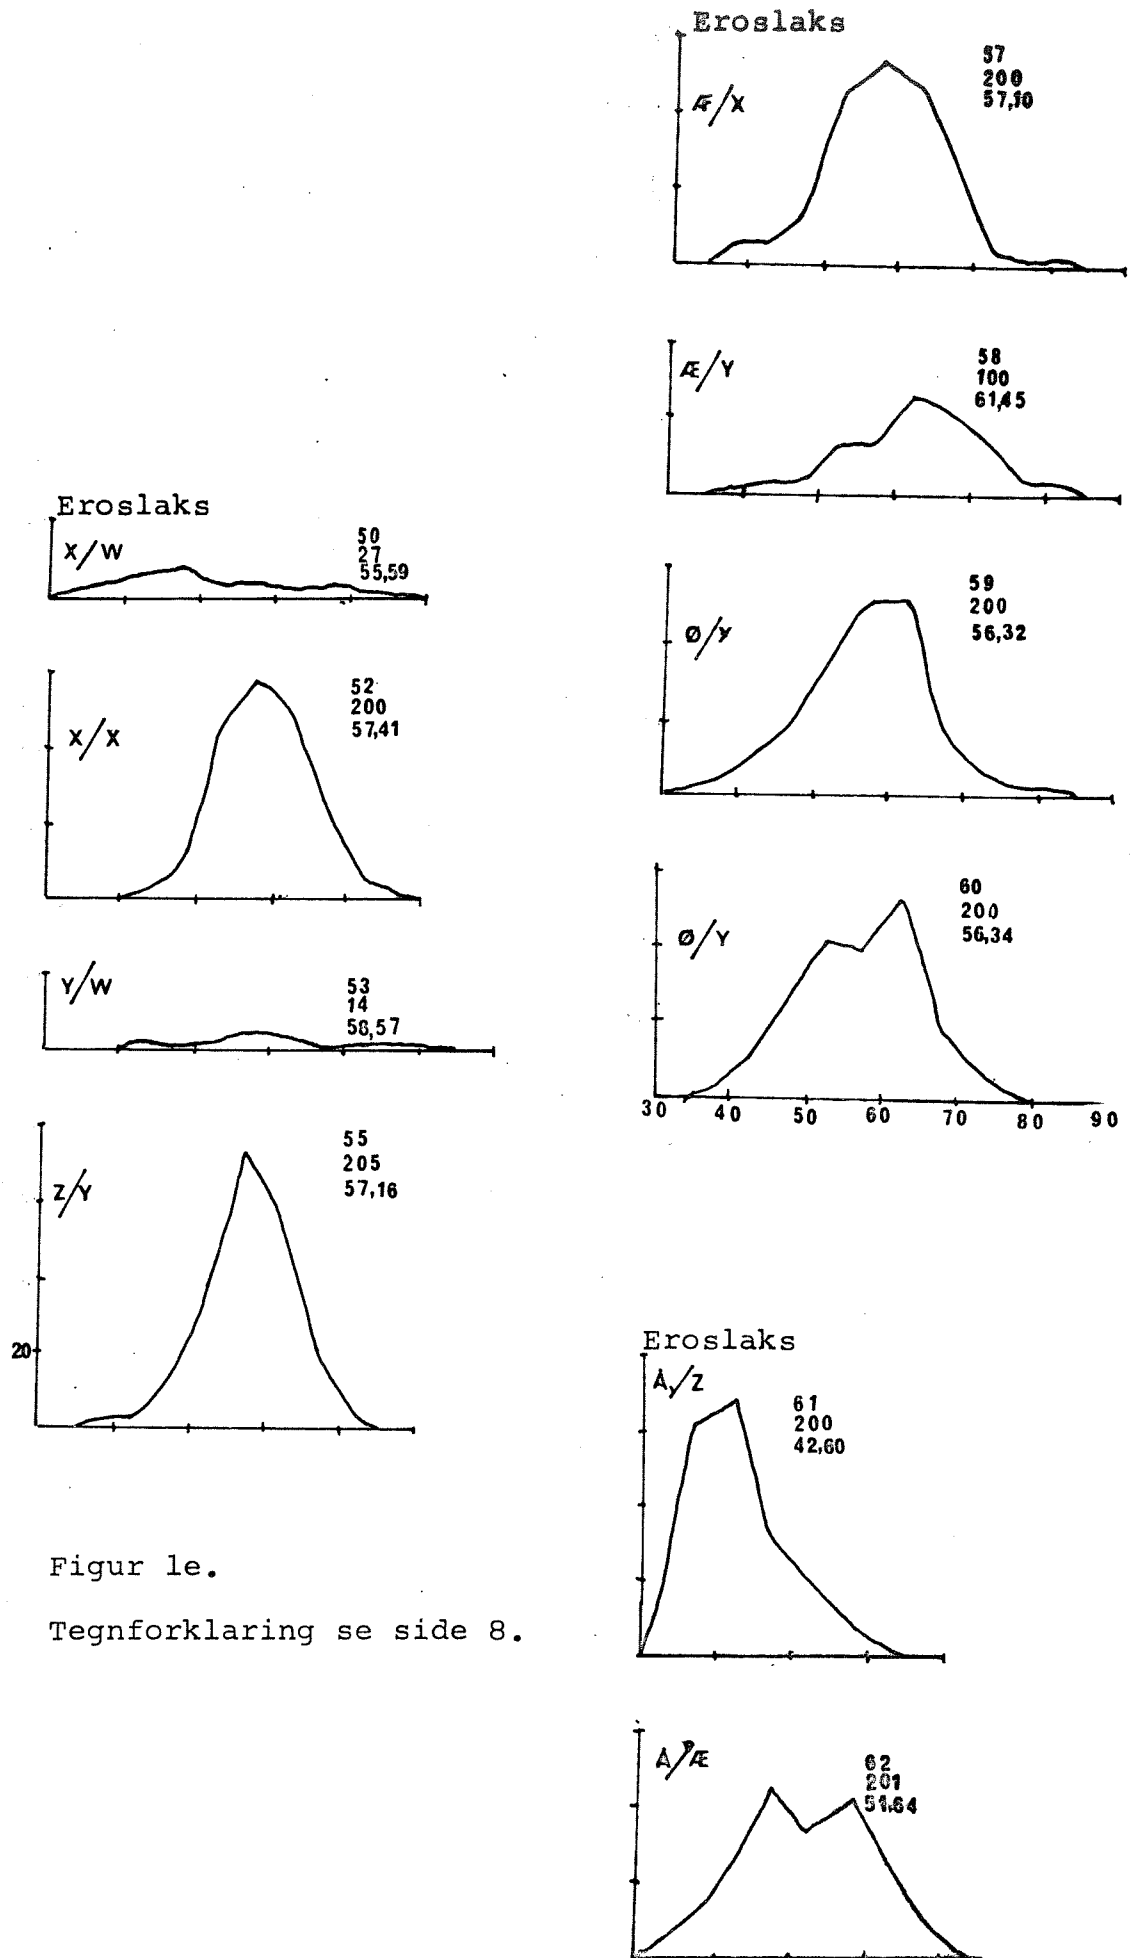 Eroslaks
X/W
50
27
55,59
X/X
52
200
57,41
Y/W
53
14
58,57
Z/Y
55
205
57,16
20
Figur 1e.
Tegnforklaring se side 8.
Eroslaks
Æ/X
57
200
57,10
Æ/Y
58
100
61,45
Ø/Y
59
200
56,32
Ø/Y
60
200
56,34
30 40 50 60 70 80 90
Eroslaks
Å/Z
61
200
42,60
Å/Æ
62
201
51,64